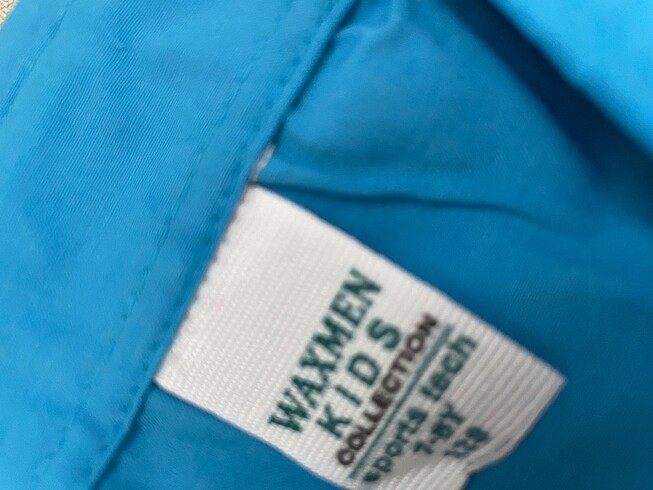 WAXMEN
KIDS
COLLECTION
sports tech
7-8Y
128